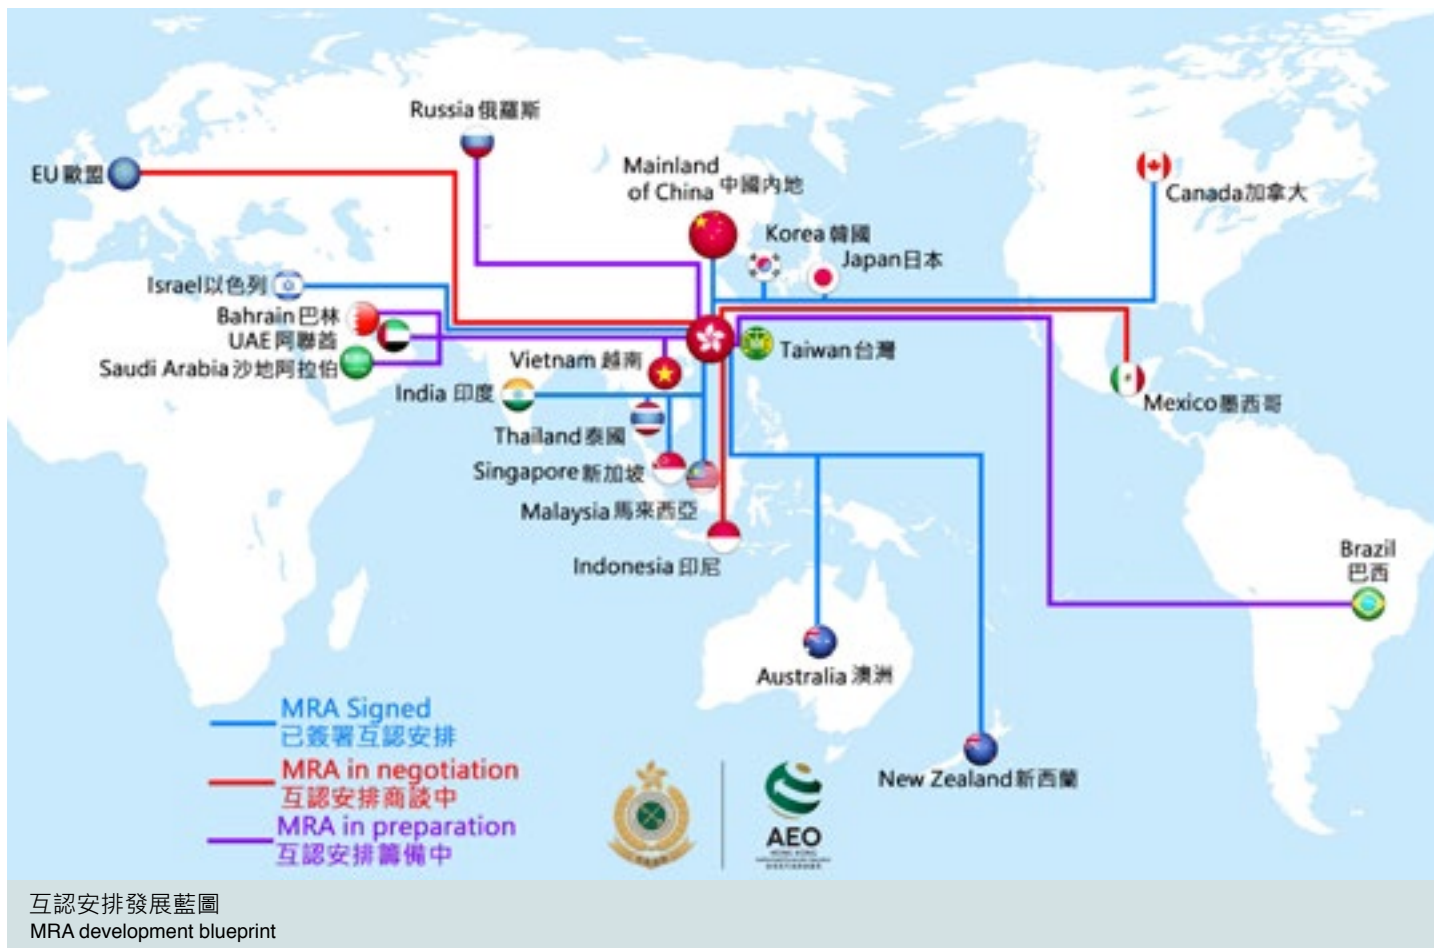 Russia 俄羅斯
EU 歐盟
Mainland
of China 中國內地
Canada加拿大
Korea 韓國
Japan日本
Israel以色列
Bahrain 巴林
UAE 阿聯酋
Saudi Arabia 沙地阿拉伯
Vietnam 越南
Taiwan 台灣
India 印度
Mexico墨西哥
Thailand 泰國
Singapore 新加坡
Malaysia 馬來西亞
Indonesia 印尼
Brazil
巴西
Australia 澳洲
New Zealand 新西蘭
MRA Signed
已簽署互認安排
MRA in negotiation
互認安排商談中
MRA in preparation
互認安排籌備中
AEO
HONG KONG
互認安排發展藍圖
MRA development blueprint